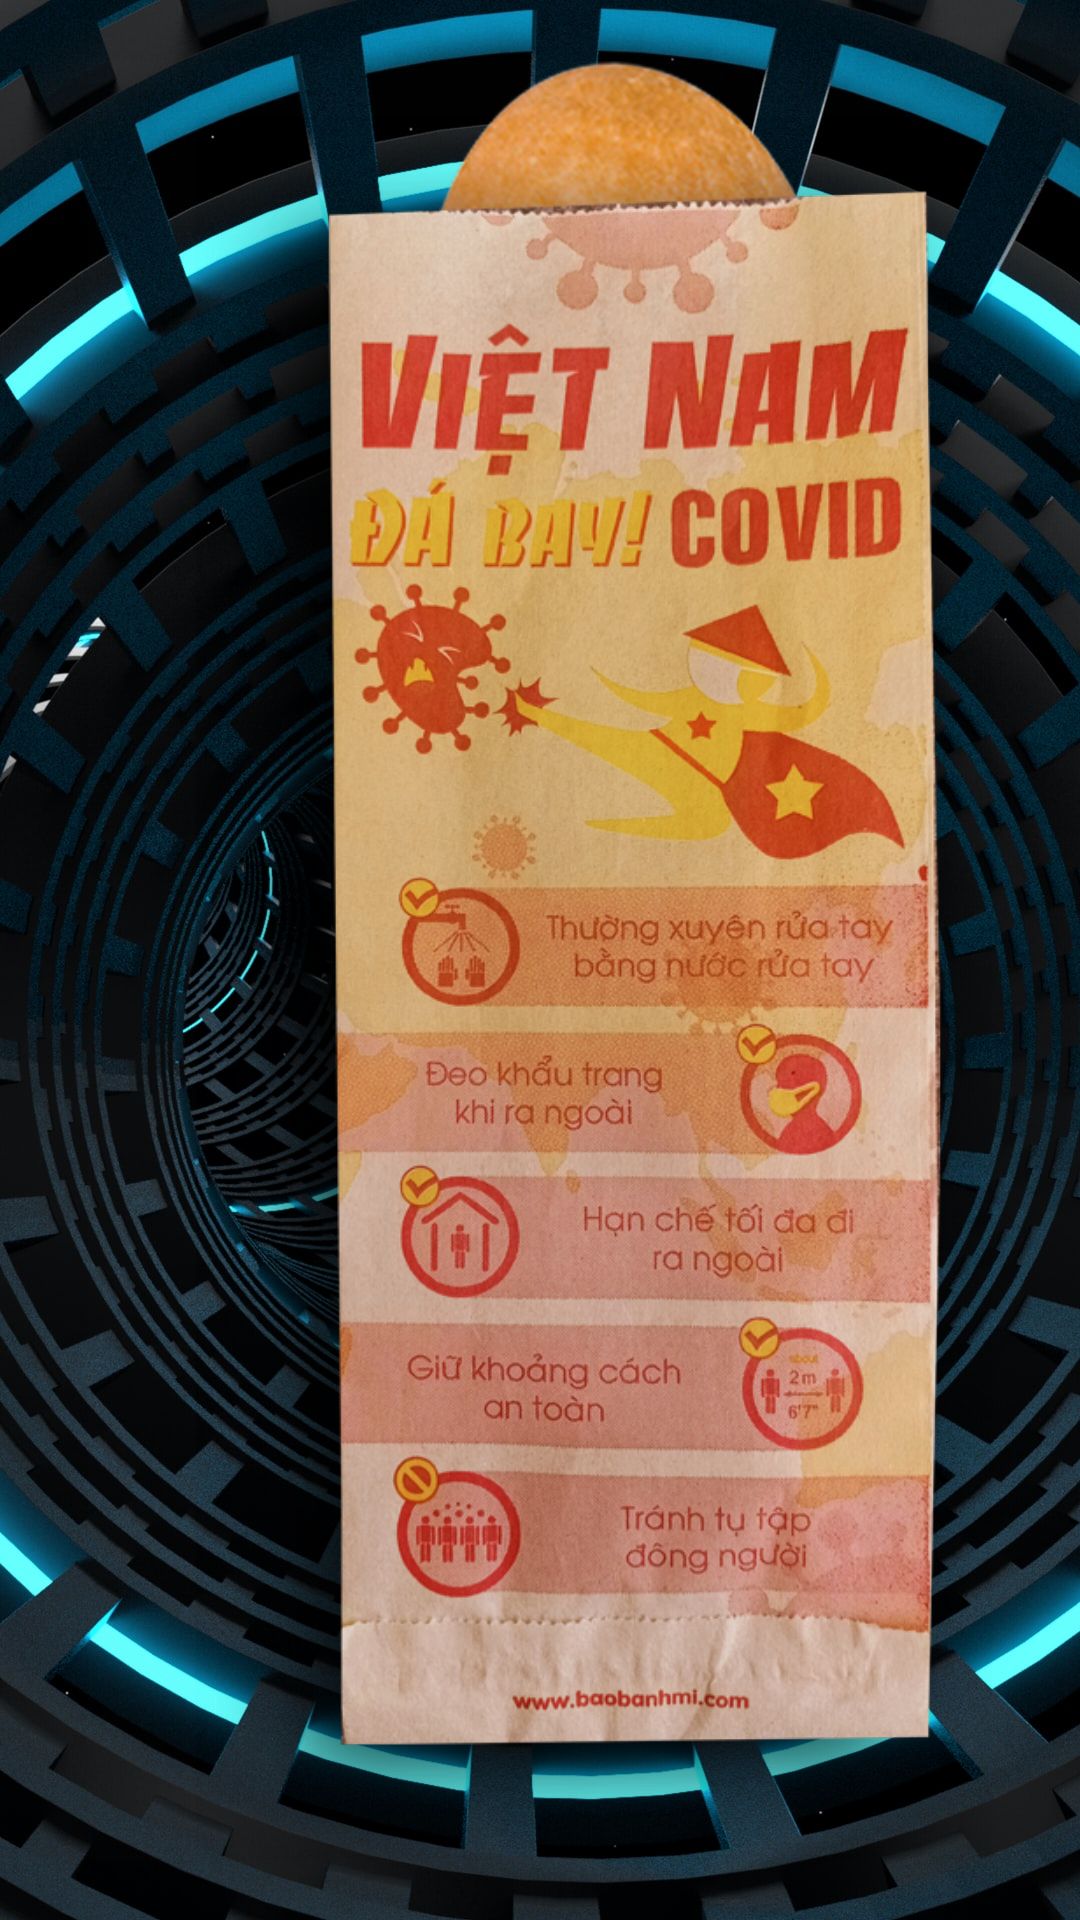 VIỆT NAM
ĐÁ BAY! COVID
Thường xuyên rửa tay
bằng nước rửa tay
Đeo khẩu trang
khi ra ngoài
Hạn chế tối đa đi
ra ngoài
Giữ khoảng cách
an toàn
about
2m
6'7"
Tránh tụ tập
đông người
www.baobanhmi.com